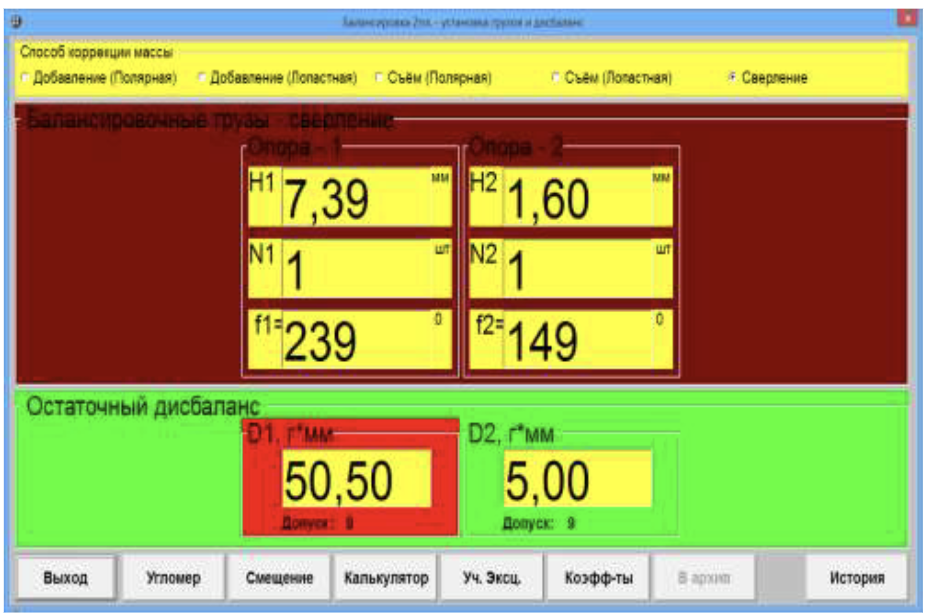 Балансировка 2пл. - установка грузов и дисбаланс
Способ коррекции массы
Добавление (Полярная) Добавление (Лопастная) Съём (Полярная) Съём (Лопастная) Сверление
Балансировочные грузы - сверление
Опора - 1 Опора - 2
H1 7,39 мм H2 1,60 мм
N1 1 шт N2 1 шт
f1= 239 0 f2= 149 0
Остаточный дисбаланс
D1, г*мм D2, г*мм
50,50 5,00
Допуск: 9 Допуск: 9
Выход Угломер Смещение Калькулятор Уч. Эксц. Коэфф-ты В архив История